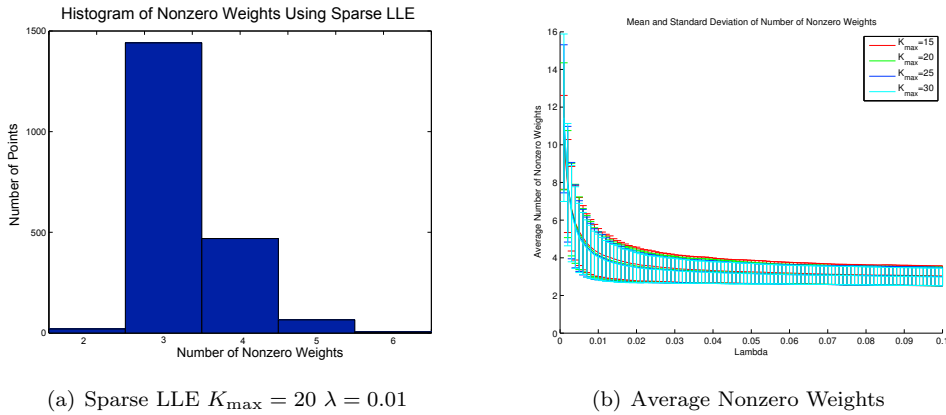 Histogram of Nonzero Weights Using Sparse LLE
1500
1000
500
0
Number of Points
2 3 4 5 6
Number of Nonzero Weights
(a) Sparse LLE K_max = 20 λ = 0.01
Mean and Standard Deviation of Number of Nonzero Weights
16
14
12
10
8
6
4
2
0
Average Number of Nonzero Weights
K_max=15
K_max=20
K_max=25
K_max=30
0 0.01 0.02 0.03 0.04 0.05 0.06 0.07 0.08 0.09 0.1
Lambda
(b) Average Nonzero Weights